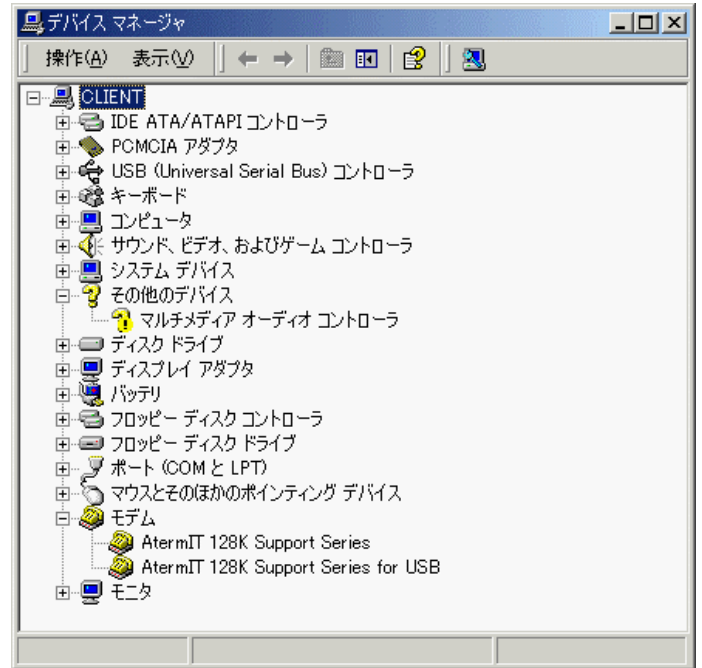 デバイス マネージャ
操作(A) 表示(V)
CLIENT
IDE ATA/ATAPI コントローラ
PCMCIA アダプタ
USB (Universal Serial Bus) コントローラ
キーボード
コンピュータ
サウンド、ビデオ、およびゲーム コントローラ
システム デバイス
その他のデバイス
マルチメディア オーディオ コントローラ
ディスク ドライブ
ディスプレイ アダプタ
バッテリ
フロッピー ディスク コントローラ
フロッピー ディスク ドライブ
ポート (COM と LPT)
マウスとそのほかのポインティング デバイス
モデム
AtermIT 128K Support Series
AtermIT 128K Support Series for USB
モニタ